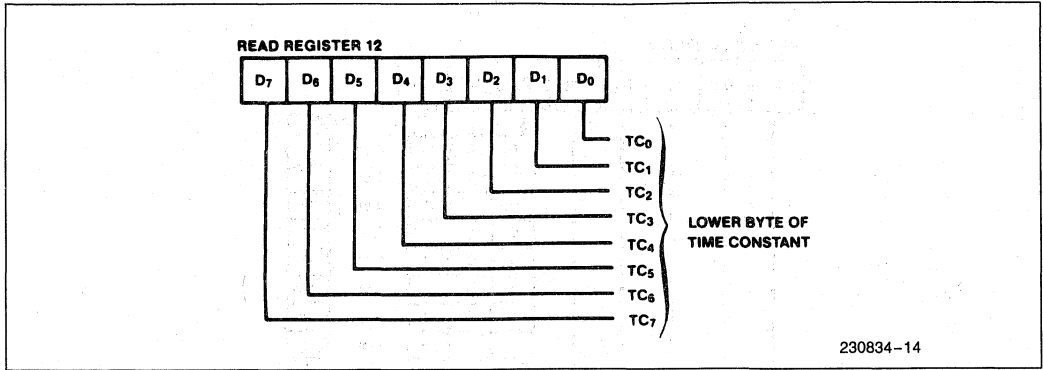 READ REGISTER 12
D7 D6 D5 D4 D3 D2 D1 D0
TC0
TC1
TC2
TC3
TC4
TC5
TC6
TC7
LOWER BYTE OF
TIME CONSTANT
230834-14